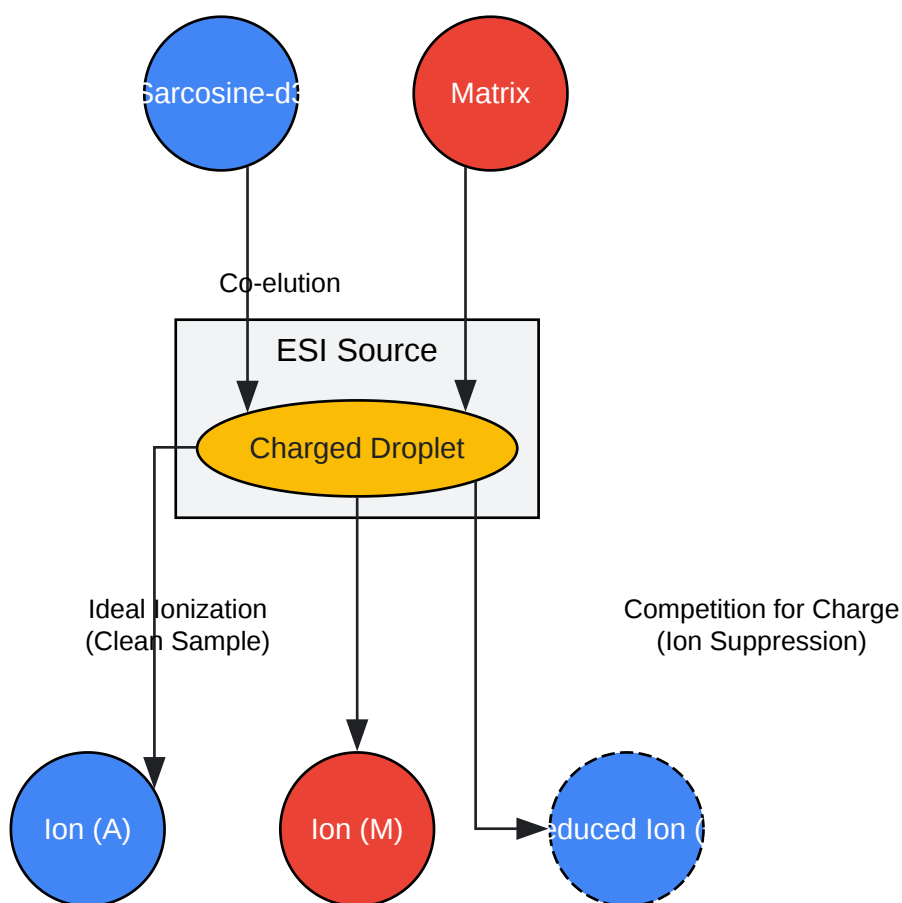 Sarcosine-d3
Matrix
Co-elution
ESI Source
Charged Droplet
Ideal Ionization
(Clean Sample)
Competition for Charge
(Ion Suppression)
Ion (A)
Ion (M)
educed Ion (